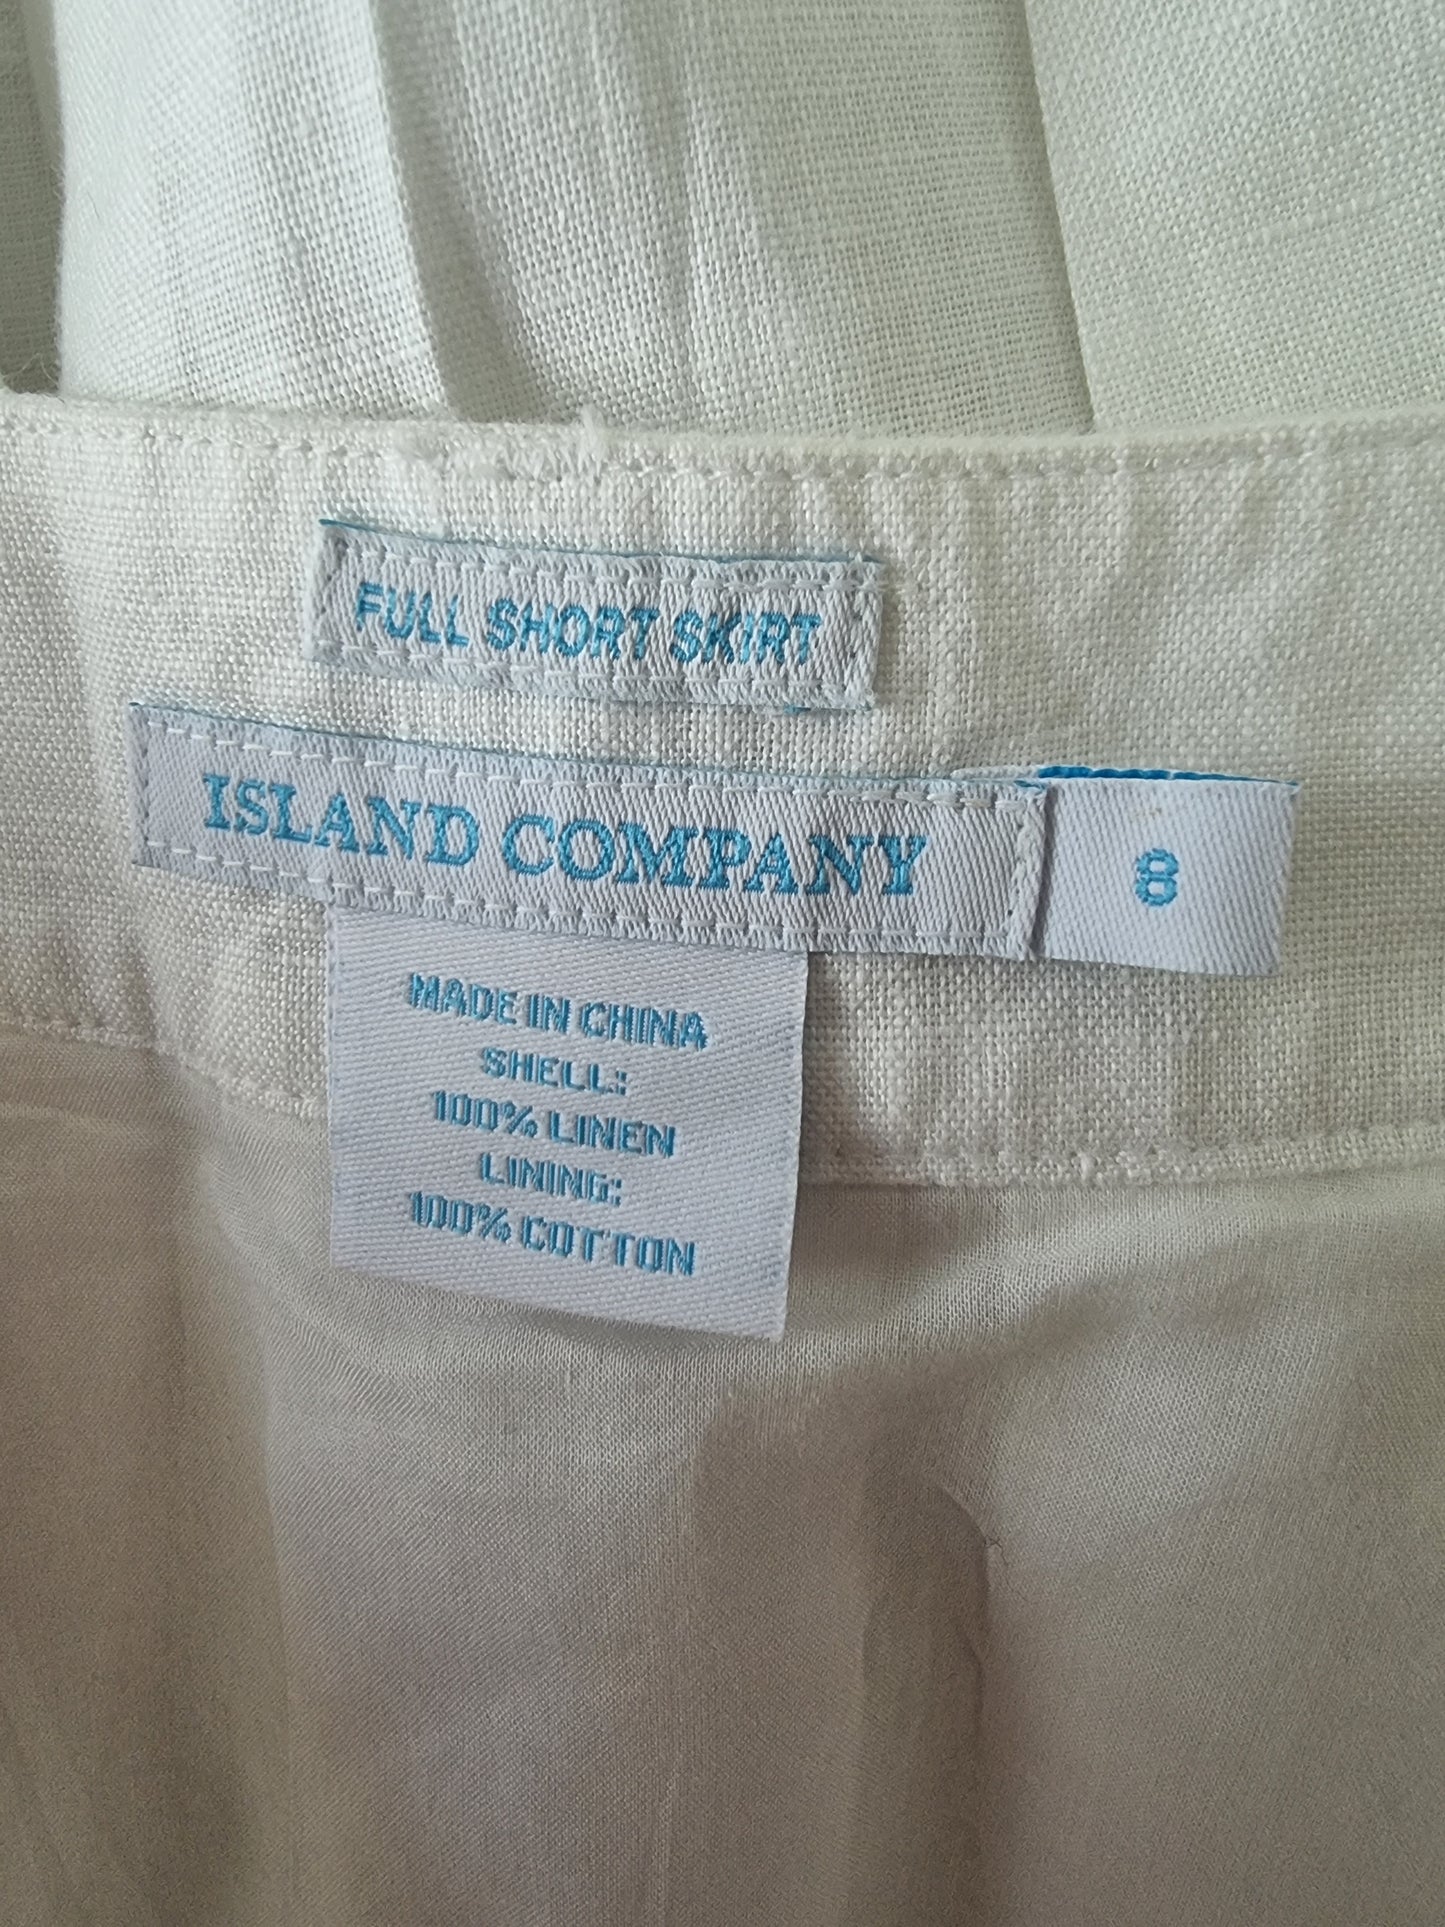 FULL SHORT SKIRT
ISLAND COMPANY
8
MADE IN CHINA
SHELL:
100% LINEN
LINING:
100% COTTON